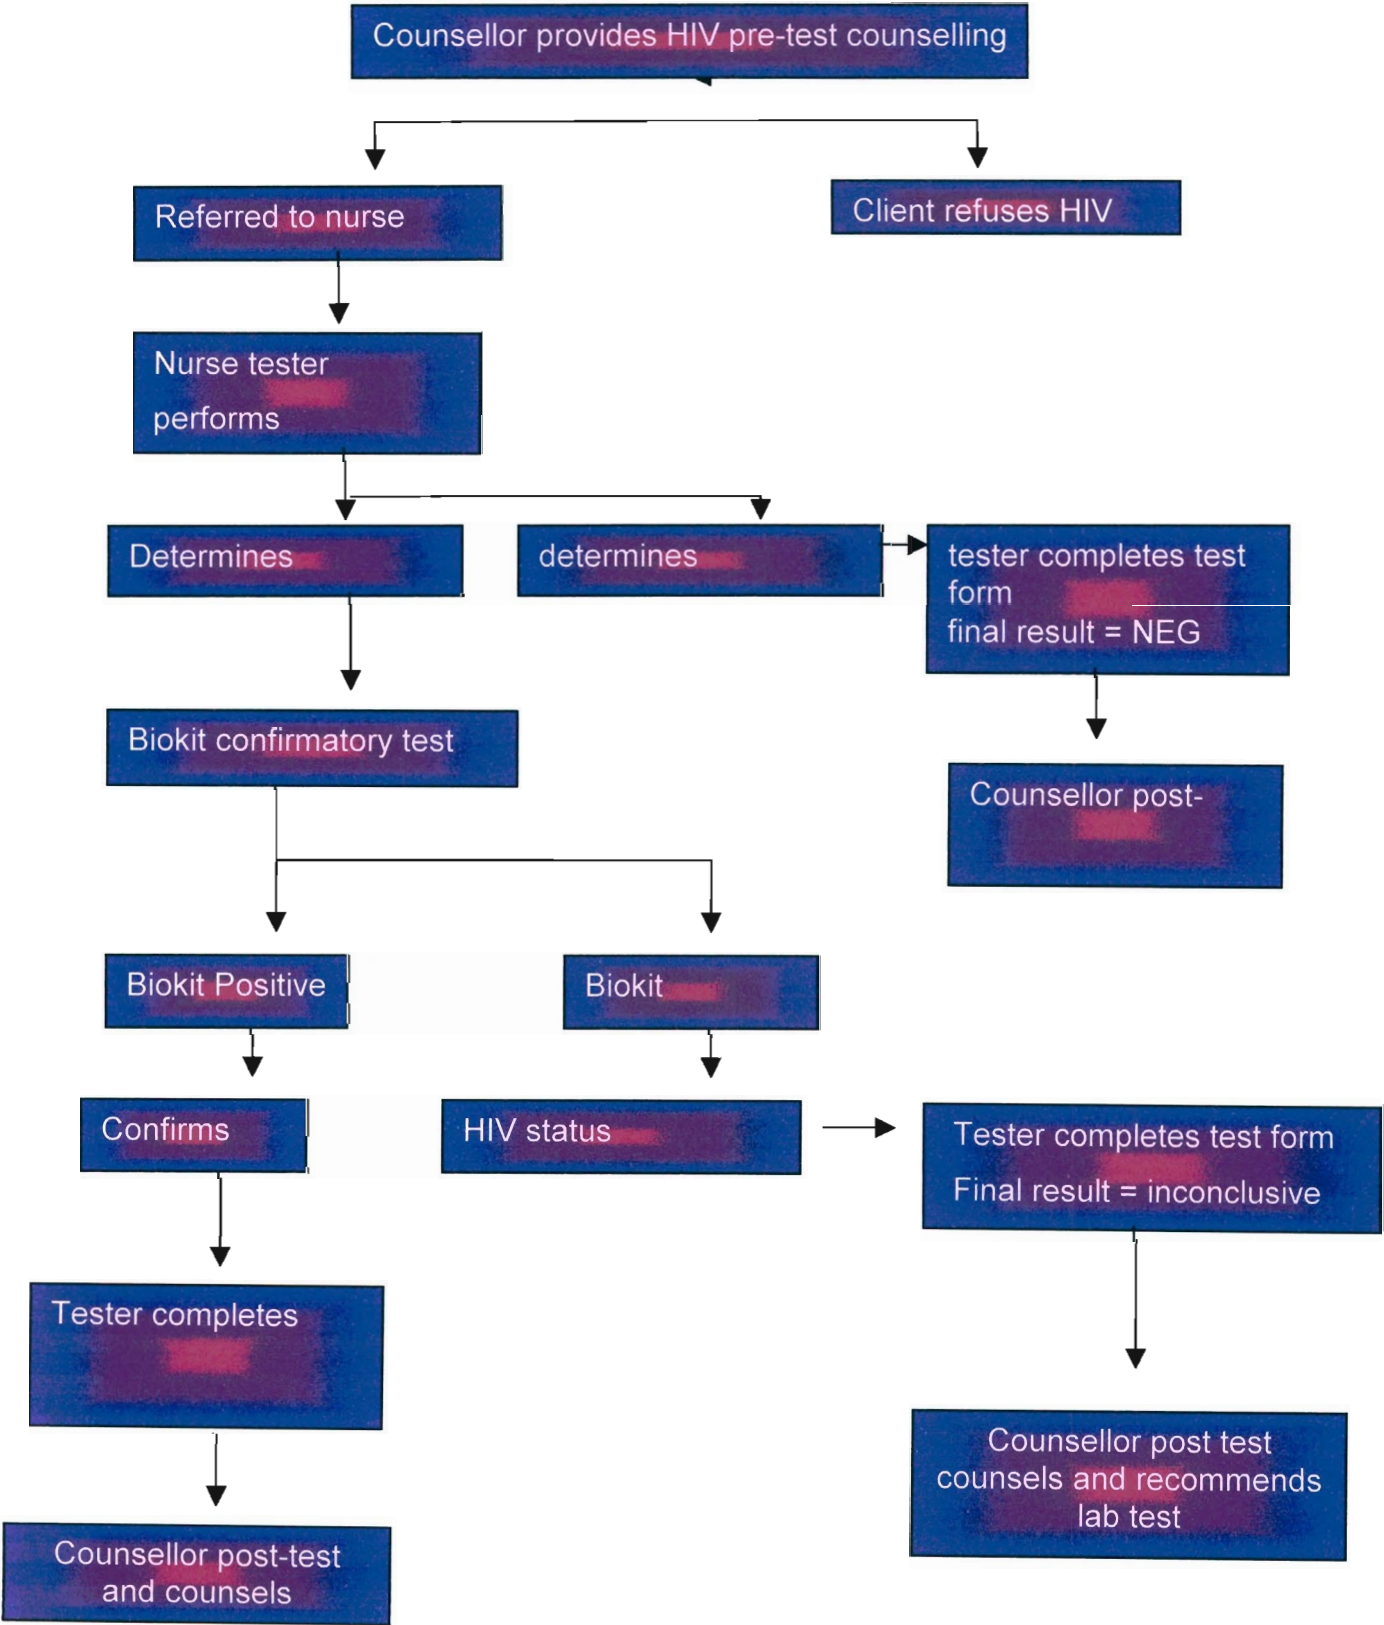 Counsellor provides HIV pre-test counselling
Referred to nurse
Client refuses HIV
Nurse tester
performs
Determines
determines
tester completes test
form
final result = NEG
Biokit confirmatory test
Counsellor post-
Biokit Positive
Biokit
Confirms
HIV status
Tester completes test form
Final result = inconclusive
Tester completes
Counsellor post test
counsels and recommends
lab test
Counsellor post-test
and counsels